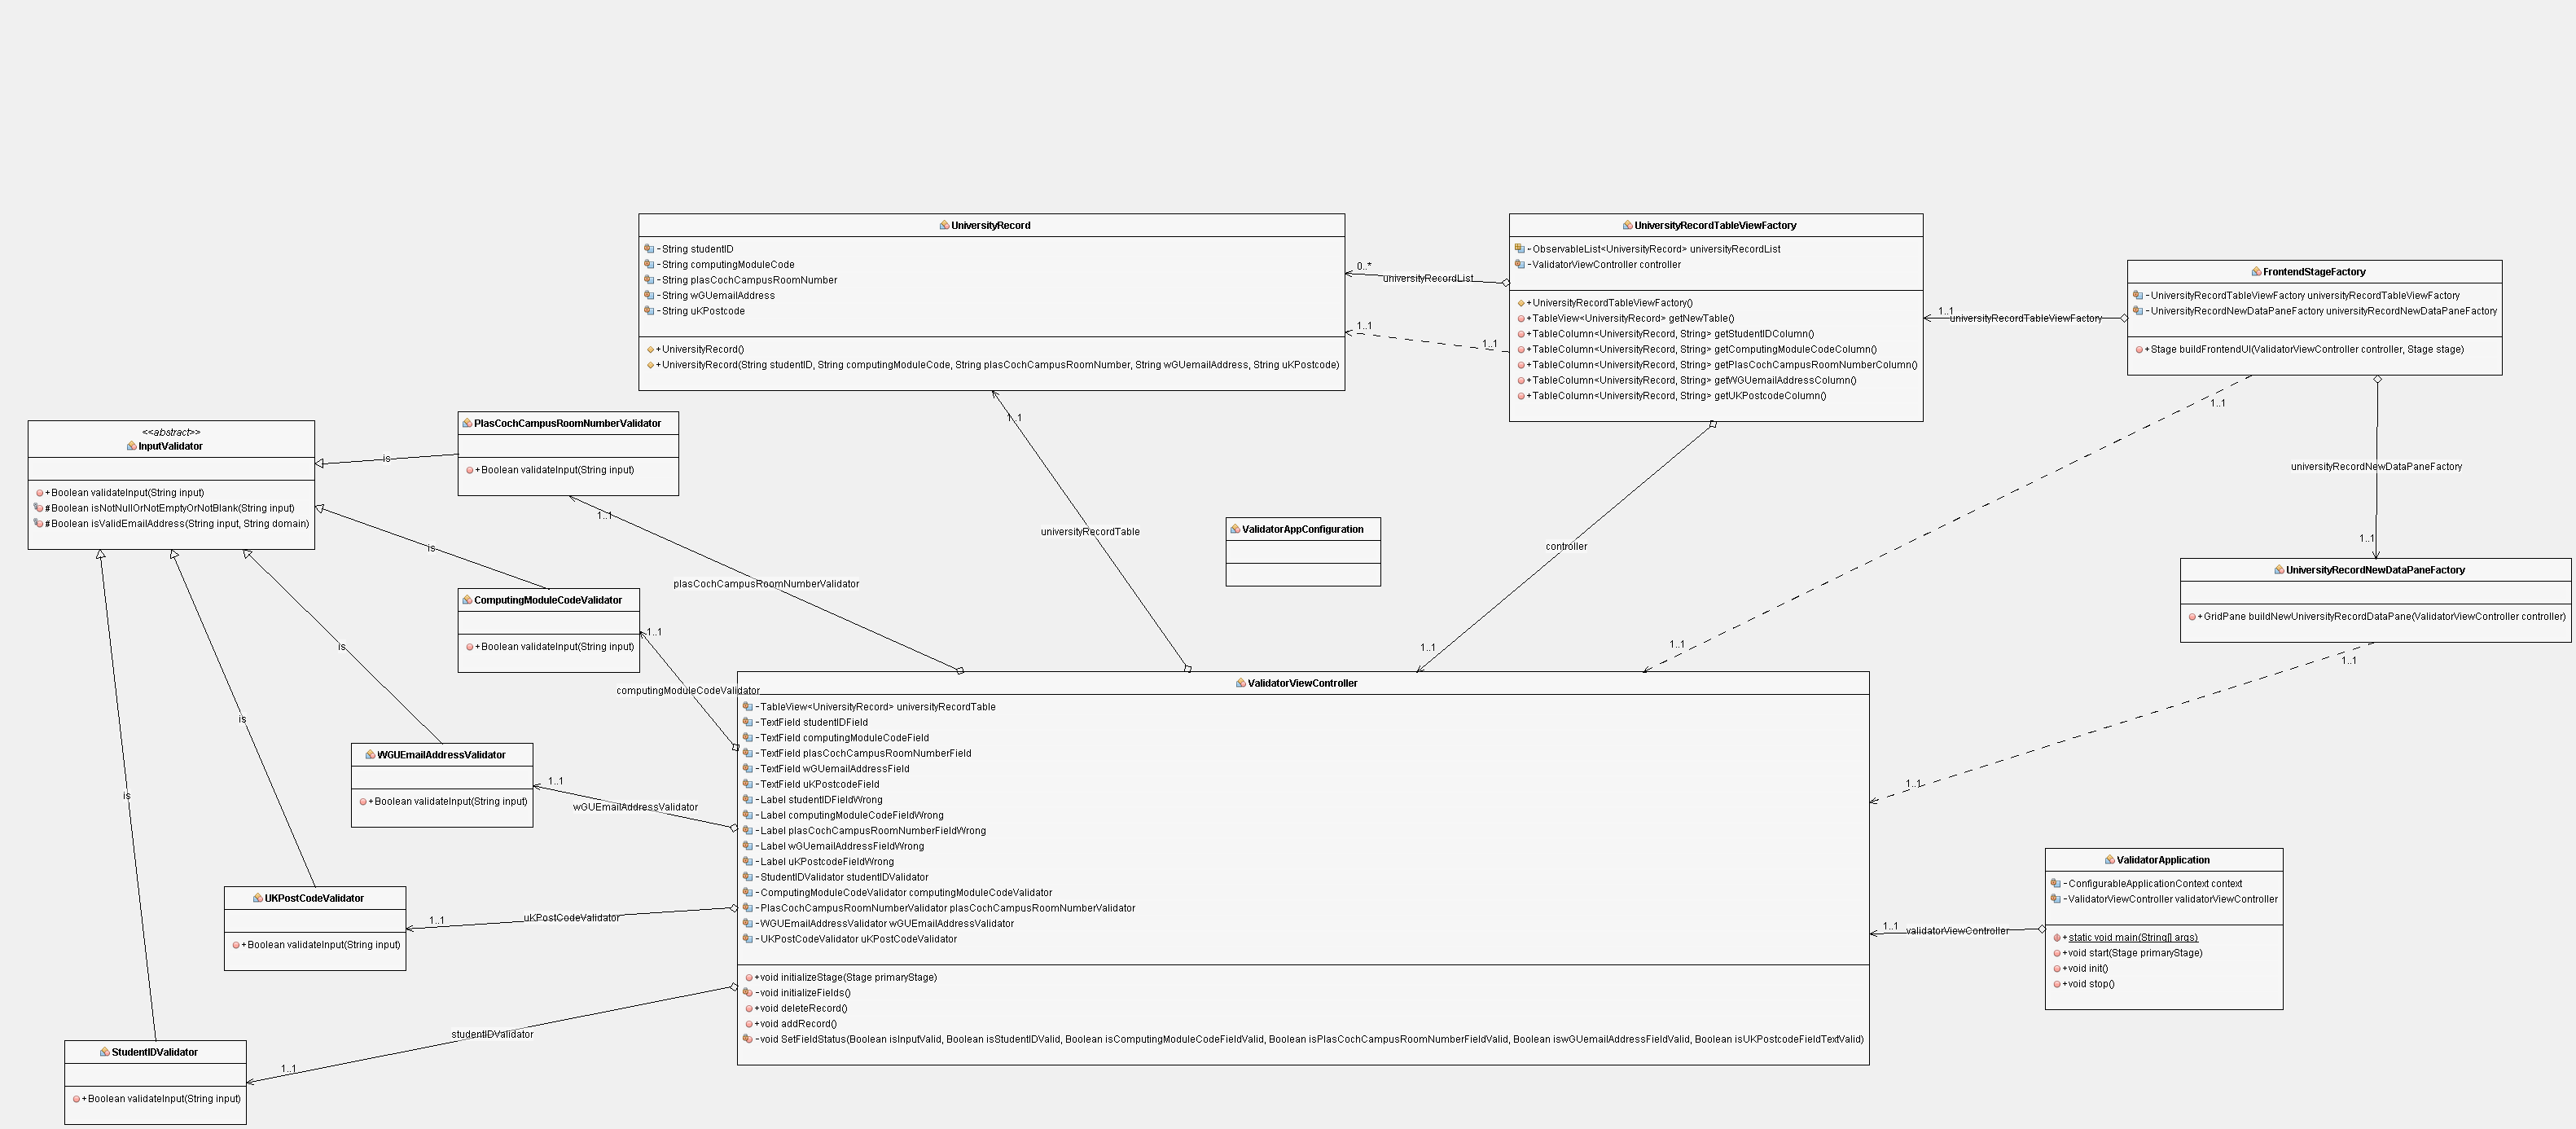 UniversityRecord
- String studentID
- String computingModuleCode
- String plasCochCampusRoomNumber
- String wGUemailAddress
- String uKPostcode
+ UniversityRecord()
+ UniversityRecord(String studentID, String computingModuleCode, String plasCochCampusRoomNumber, String wGUemailAddress, String uKPostcode)
0..*
universityRecordList
1..1
1..1
UniversityRecordTableViewFactory
- ObservableList<UniversityRecord> universityRecordList
- ValidatorViewController controller
+ UniversityRecordTableViewFactory()
+ TableView<UniversityRecord> getNewTable()
+ TableColumn<UniversityRecord, String> getStudentIDColumn()
+ TableColumn<UniversityRecord, String> getComputingModuleCodeColumn()
+ TableColumn<UniversityRecord, String> getPlasCochCampusRoomNumberColumn()
+ TableColumn<UniversityRecord, String> getWGUemailAddressColumn()
+ TableColumn<UniversityRecord, String> getUKPostcodeColumn()
1..1
universityRecordTableViewFactory
FrontendStageFactory
- UniversityRecordTableViewFactory universityRecordTableViewFactory
- UniversityRecordNewDataPaneFactory universityRecordNewDataPaneFactory
+ Stage buildFrontendUI(ValidatorViewController controller, Stage stage)
1..1
1..1
universityRecordNewDataPaneFactory
1..1
UniversityRecordNewDataPaneFactory
+ GridPane buildNewUniversityRecordDataPane(ValidatorViewController controller)
1..1
1..1
<<abstract>>
InputValidator
+ Boolean validateInput(String input)
# Boolean isNotNullOrNotEmptyOrNotBlank(String input)
# Boolean isValidEmailAddress(String input, String domain)
is
PlasCochCampusRoomNumberValidator
+ Boolean validateInput(String input)
1..1
plasCochCampusRoomNumberValidator
1..1
universityRecordTable
ValidatorAppConfiguration
controller
1..1
is
ComputingModuleCodeValidator
+ Boolean validateInput(String input)
1..1
computingModuleCodeValidator
is
WGUEmailAddressValidator
+ Boolean validateInput(String input)
1..1
wGUEmailAddressValidator
is
UKPostCodeValidator
+ Boolean validateInput(String input)
1..1
uKPostCodeValidator
is
StudentIDValidator
+ Boolean validateInput(String input)
1..1
studentIDValidator
ValidatorViewController
- TableView<UniversityRecord> universityRecordTable
- TextField studentIDField
- TextField computingModuleCodeField
- TextField plasCochCampusRoomNumberField
- TextField wGUemailAddressField
- TextField uKPostcodeField
- Label studentIDFieldWrong
- Label computingModuleCodeFieldWrong
- Label plasCochCampusRoomNumberFieldWrong
- Label wGUemailAddressFieldWrong
- Label uKPostcodeFieldWrong
- StudentIDValidator studentIDValidator
- ComputingModuleCodeValidator computingModuleCodeValidator
- PlasCochCampusRoomNumberValidator plasCochCampusRoomNumberValidator
- WGUEmailAddressValidator wGUEmailAddressValidator
- UKPostCodeValidator uKPostCodeValidator
+ void initializeStage(Stage primaryStage)
- void initializeFields()
+ void deleteRecord()
+ void addRecord()
- void SetFieldStatus(Boolean isInputValid, Boolean isStudentIDValid, Boolean isComputingModuleCodeFieldValid, Boolean isPlasCochCampusRoomNumberFieldValid, Boolean iswGUemailAddressFieldValid, Boolean isUKPostcodeFieldTextValid)
1..1
validatorViewController
ValidatorApplication
- ConfigurableApplicationContext context
- ValidatorViewController validatorViewController
+ static void main(String[] args)
+ void start(Stage primaryStage)
+ void init()
+ void stop()